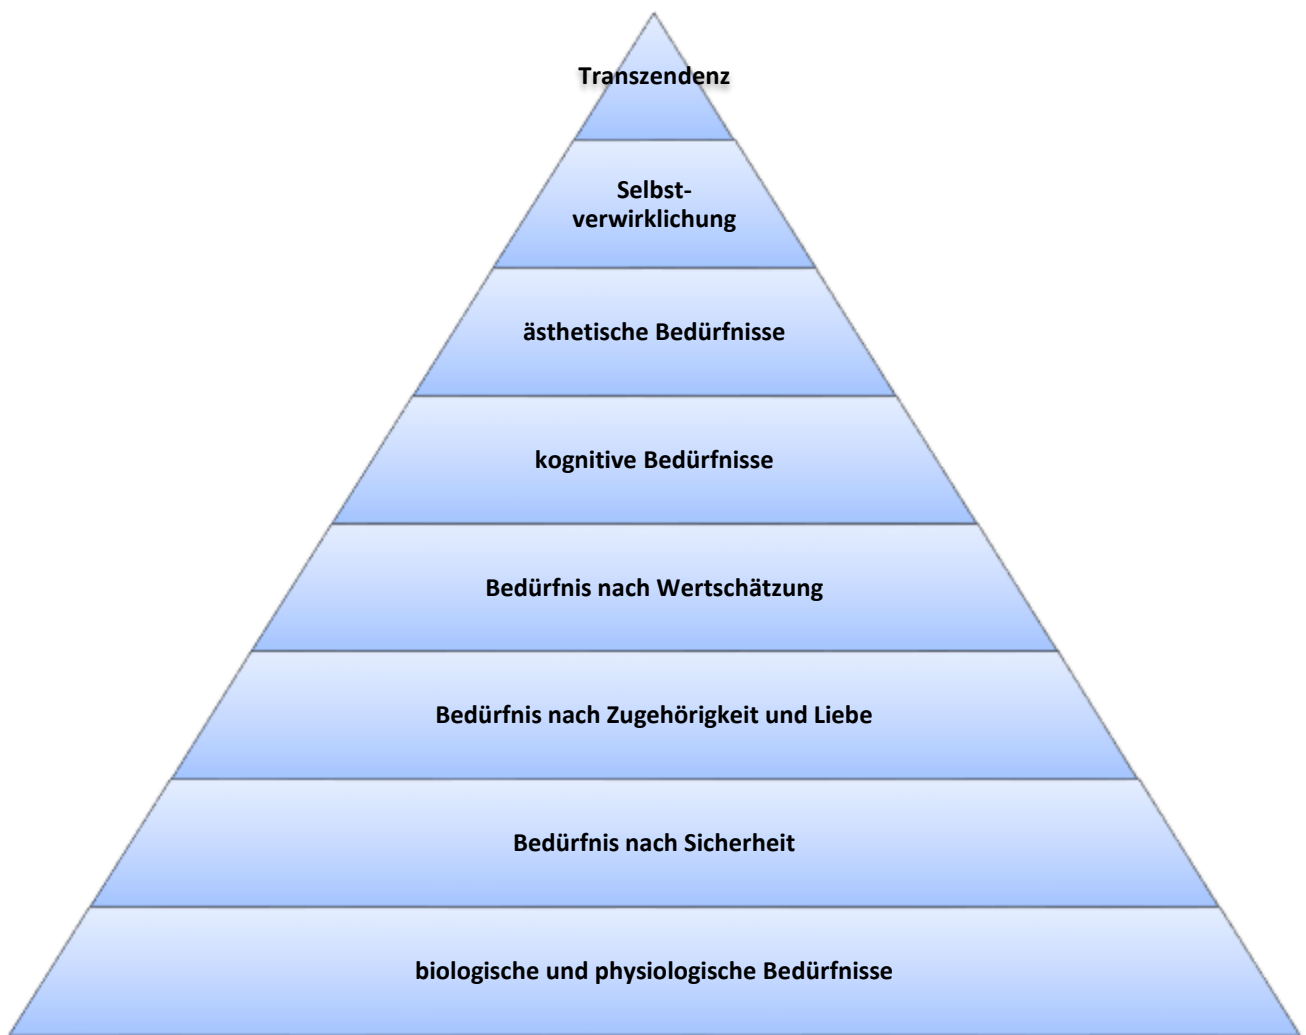 Transzendenz
Selbst-
verwirklichung
ästhetische Bedürfnisse
kognitive Bedürfnisse
Bedürfnis nach Wertschätzung
Bedürfnis nach Zugehörigkeit und Liebe
Bedürfnis nach Sicherheit
biologische und physiologische Bedürfnisse